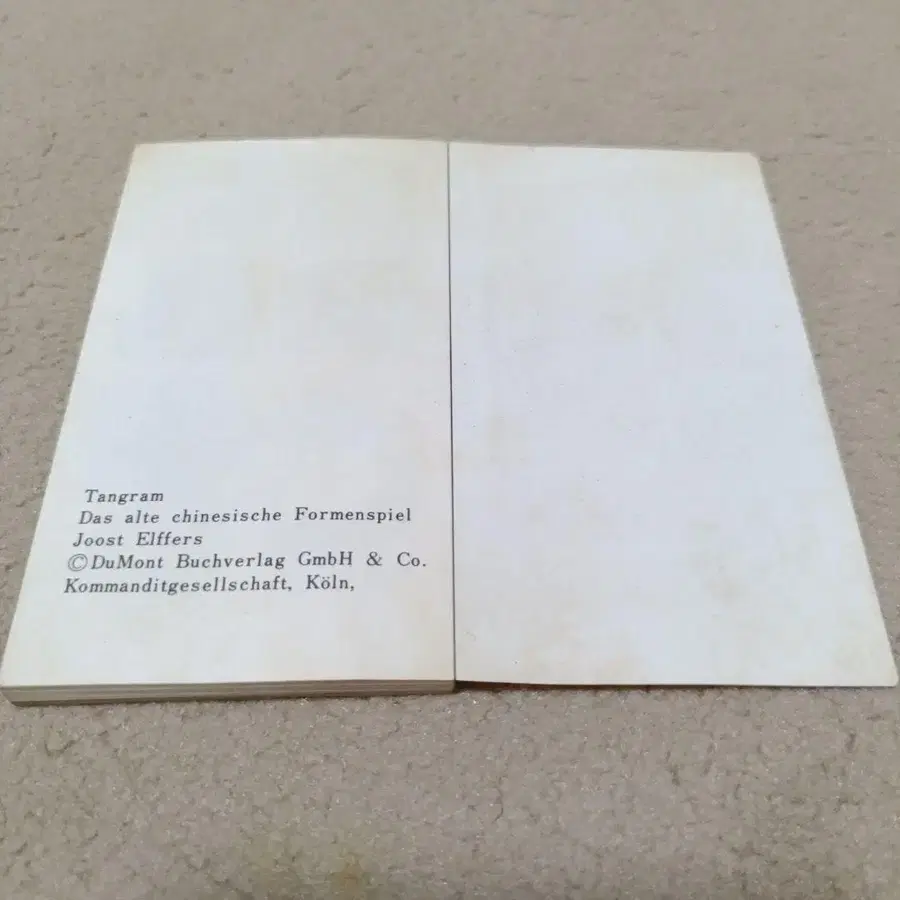 Tangram
Das alte chinesische Formenspiel
Joost Elffers
©DuMont Buchverlag GmbH & Co.
Kommanditgesellschaft, Köln,